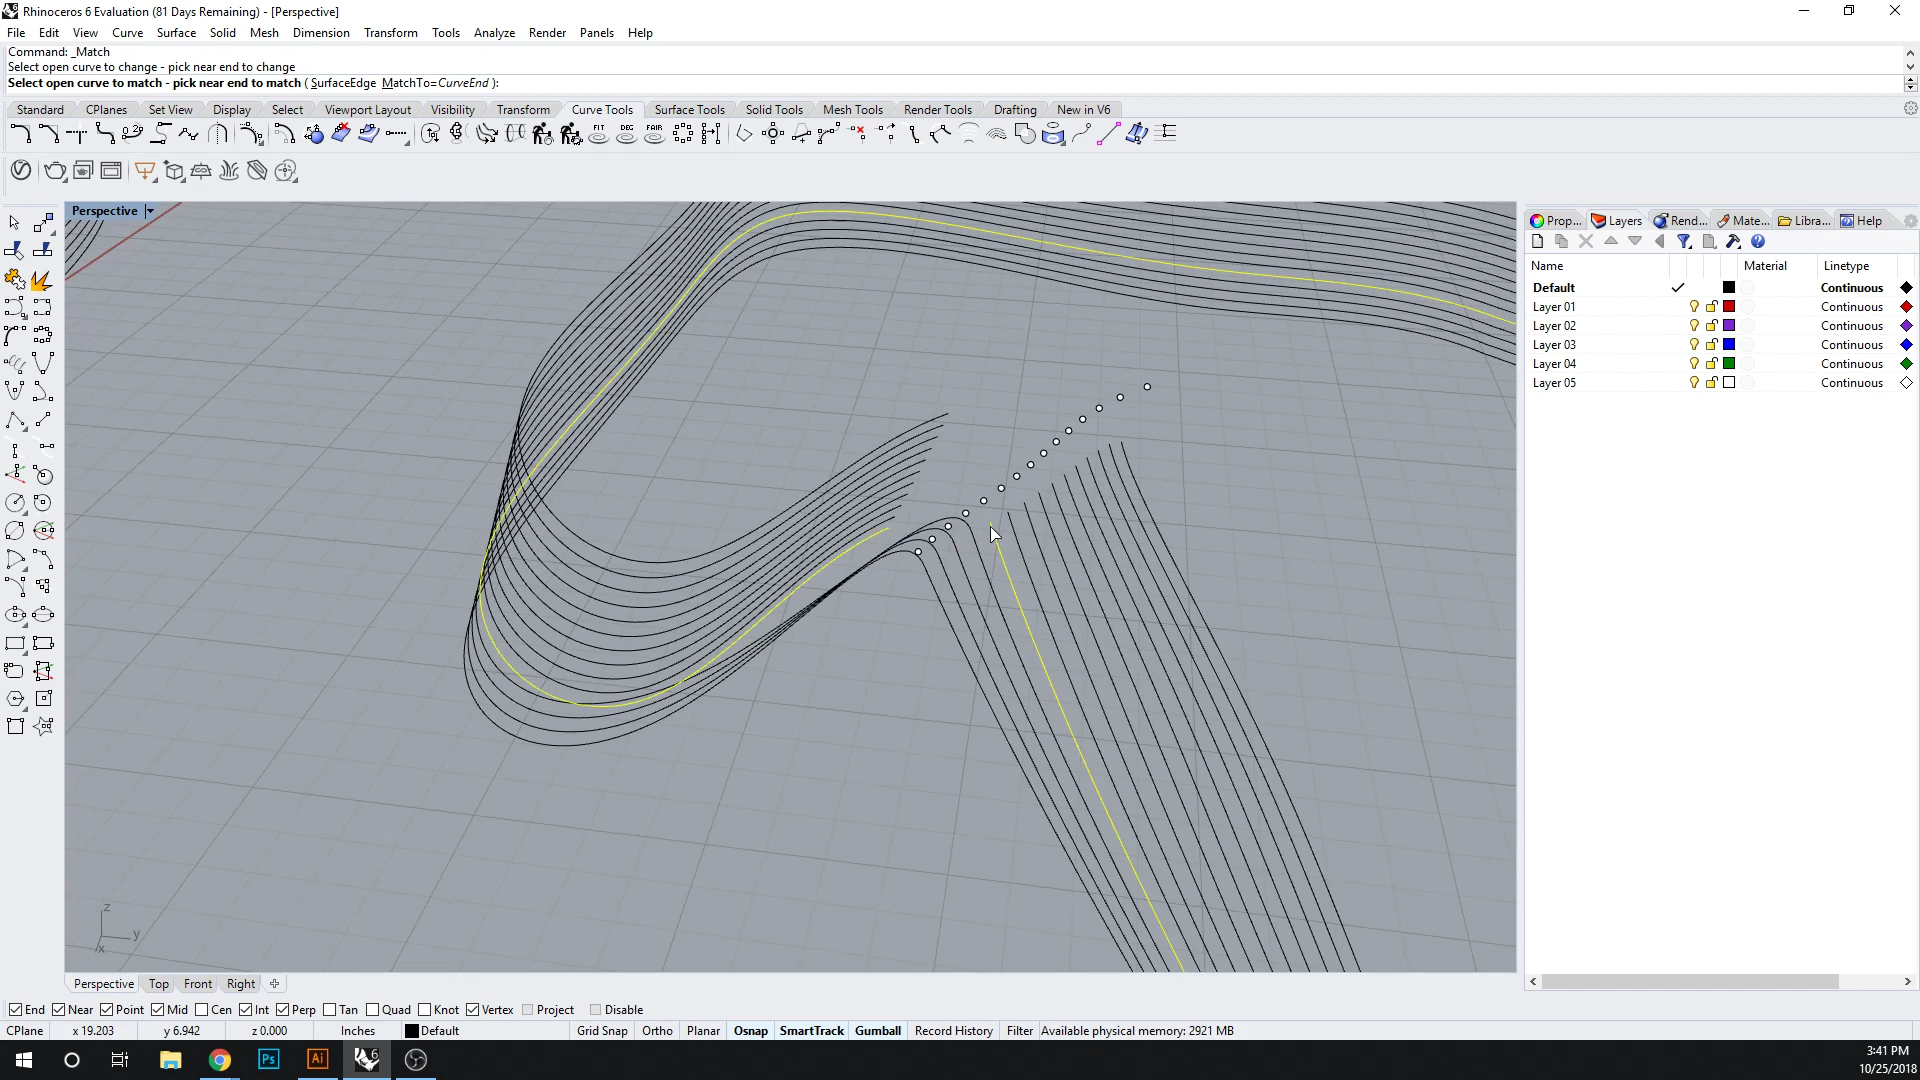 Rhinoceros 6 Evaluation (81 Days Remaining) - [Perspective]
File Edit View Curve Surface Solid Mesh Dimension Transform Tools Analyze Render Panels Help
Command: _Match
Select open curve to change - pick near end to change
Select open curve to match - pick near end to match ( SurfaceEdge MatchTo=CurveEnd ):
Standard CPlanes Set View Display Select Viewport Layout Visibility Transform Curve Tools Surface Tools Solid Tools Mesh Tools Render Tools Drafting New in V6
FIT DEG FAIR
Perspective
Prop... Layers Rend... Mate... Libra... Help
Name Material Linetype
Default Continuous
Layer 01 Continuous
Layer 02 Continuous
Layer 03 Continuous
Layer 04 Continuous
Layer 05 Continuous
z
y
x
Perspective Top Front Right
End Near Point Mid Cen Int Perp Tan Quad Knot Vertex Project Disable
CPlane x 19.203 y 6.942 z 0.000 Inches Default Grid Snap Ortho Planar Osnap SmartTrack Gumball Record History Filter Available physical memory: 2921 MB
Ps Ai 6
3:41 PM
10/25/2018